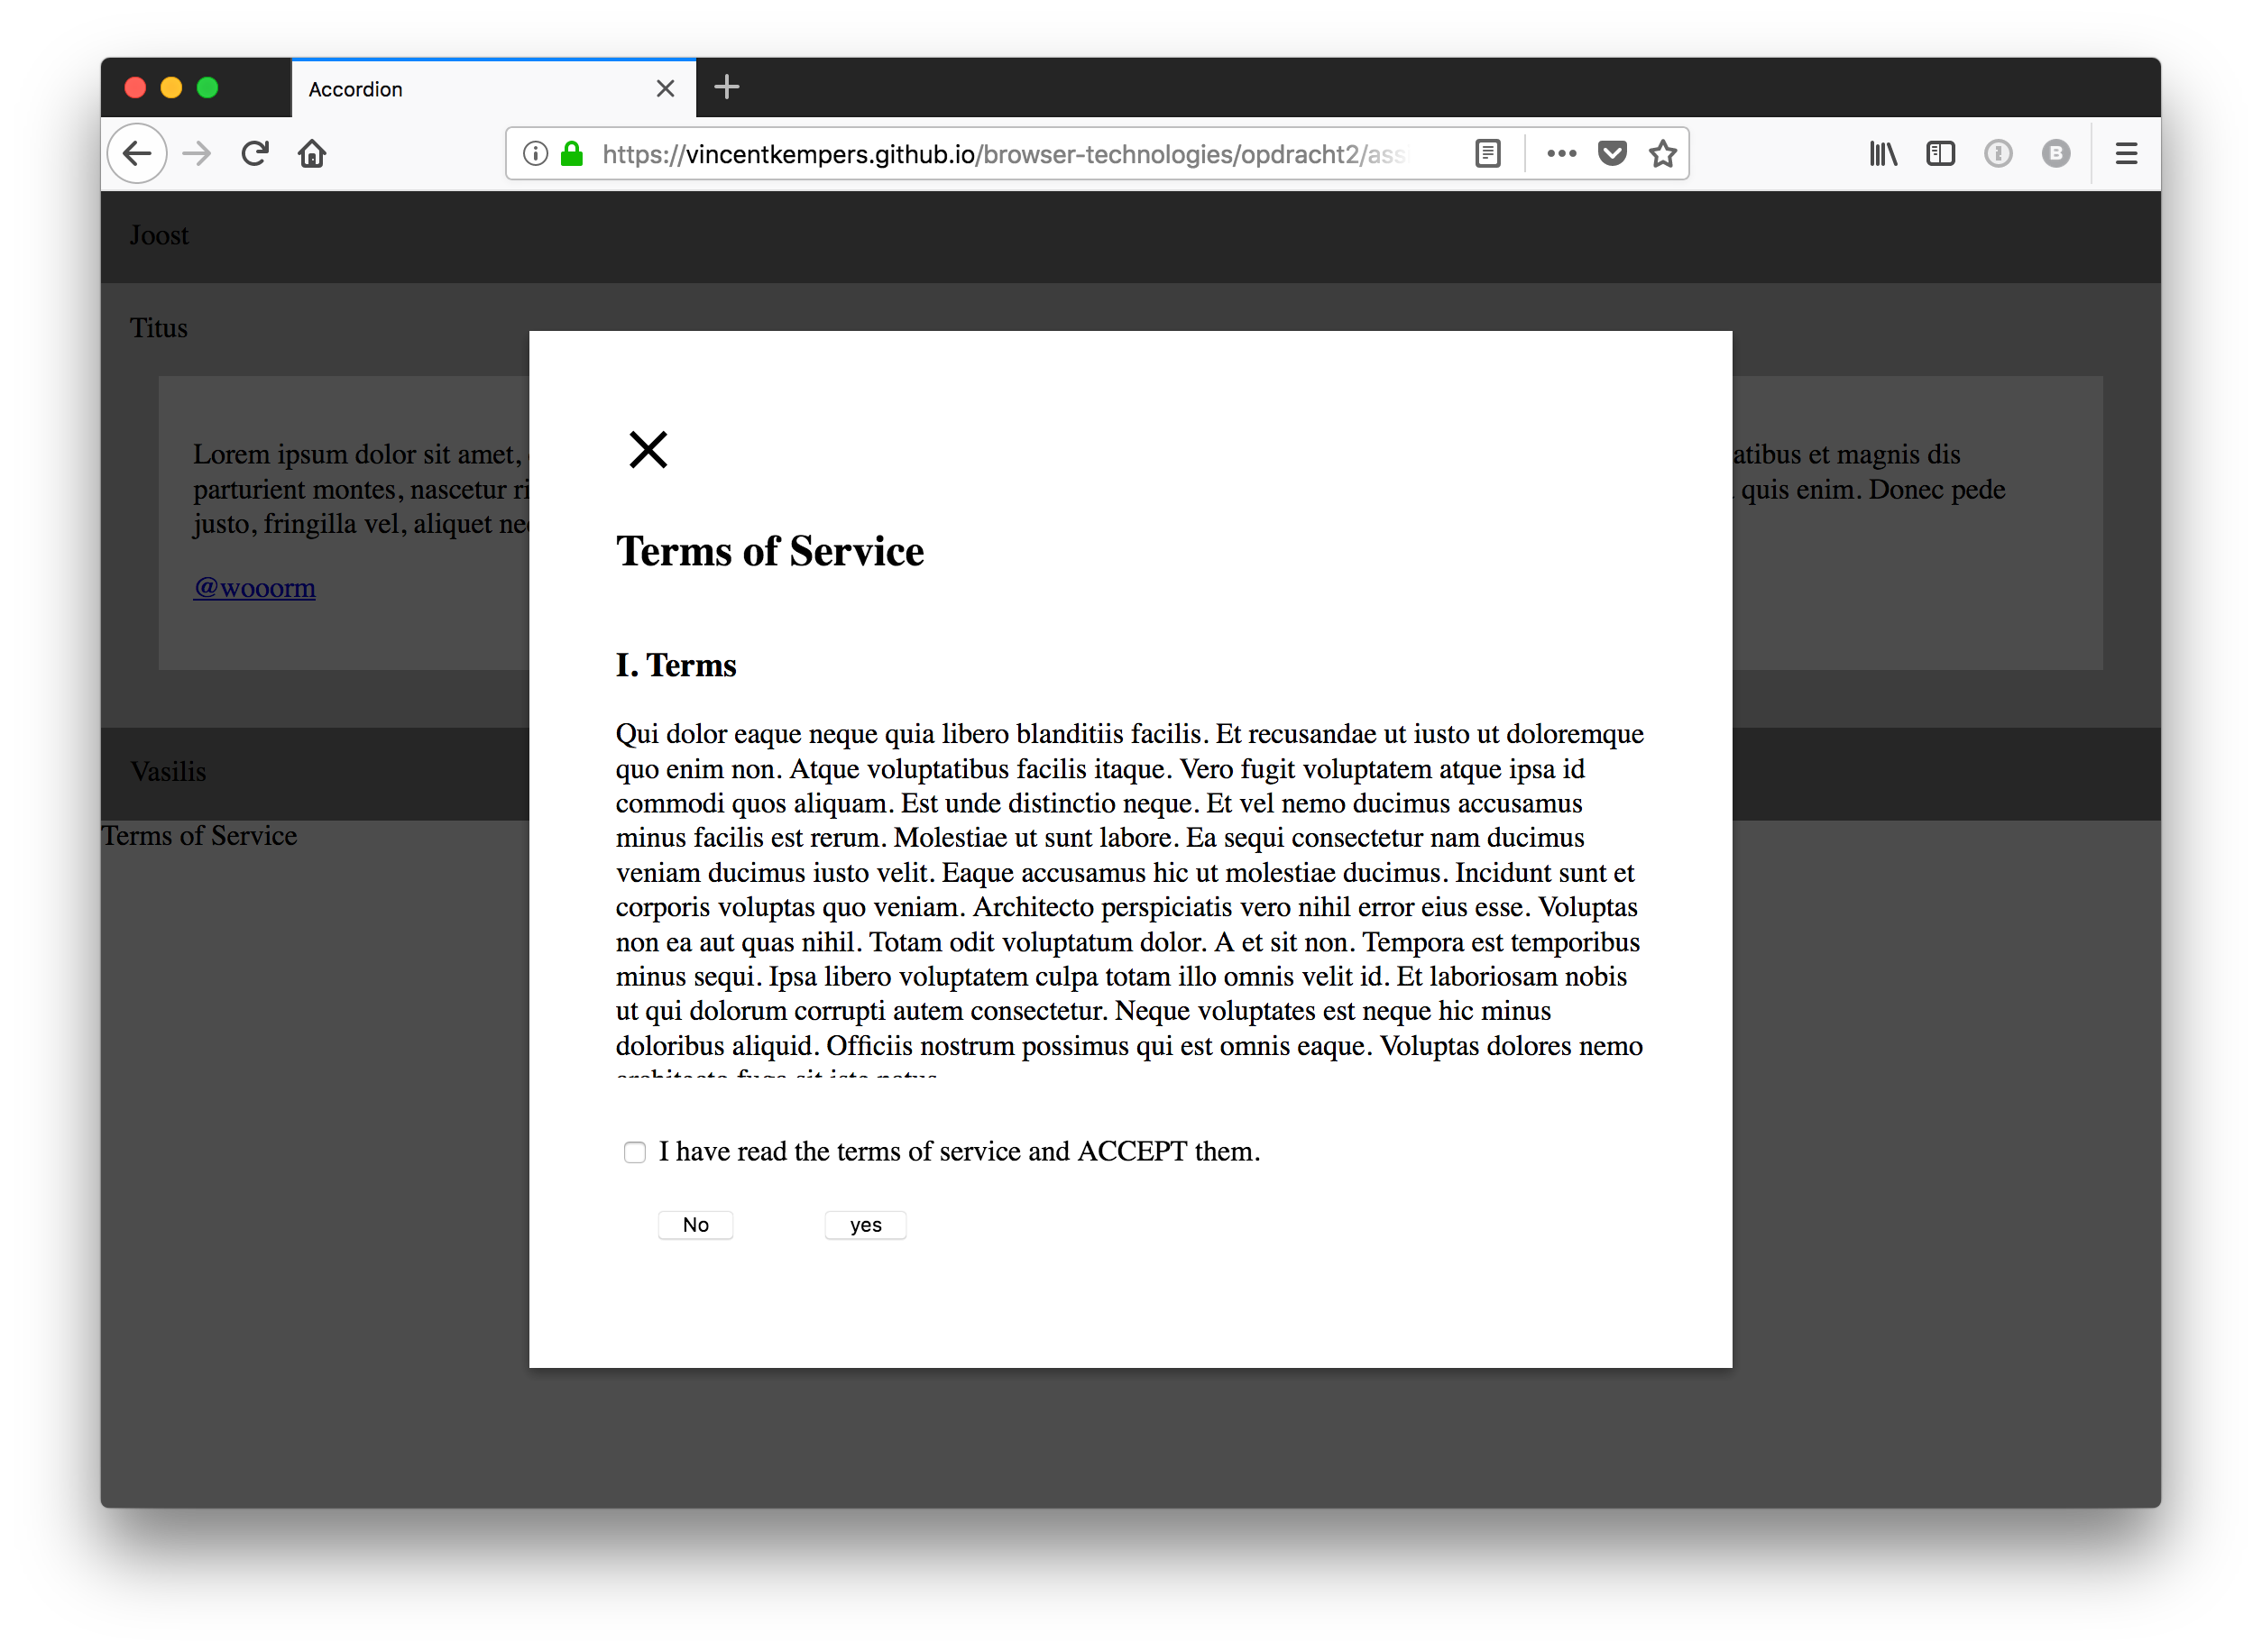 Accordion
https://vincentkempers.github.io/browser-technologies/opdracht2/ass
B
Joost
Titus
Lorem ipsum dolor sit amet,
parturient montes, nascetur ri
justo, fringilla vel, aliquet ne
@wooorm
atibus et magnis dis
quis enim. Donec pede
Vasilis
Terms of Service
Terms of Service
I. Terms
Qui dolor eaque neque quia libero blanditiis facilis. Et recusandae ut iusto ut doloremque
quo enim non. Atque voluptatibus facilis itaque. Vero fugit voluptatem atque ipsa id
commodi quos aliquam. Est unde distinctio neque. Et vel nemo ducimus accusamus
minus facilis est rerum. Molestiae ut sunt labore. Ea sequi consectetur nam ducimus
veniam ducimus iusto velit. Eaque accusamus hic ut molestiae ducimus. Incidunt sunt et
corporis voluptas quo veniam. Architecto perspiciatis vero nihil error eius esse. Voluptas
non ea aut quas nihil. Totam odit voluptatum dolor. A et sit non. Tempora est temporibus
minus sequi. Ipsa libero voluptatem culpa totam illo omnis velit id. Et laboriosam nobis
ut qui dolorum corrupti autem consectetur. Neque voluptates est neque hic minus
doloribus aliquid. Officiis nostrum possimus qui est omnis eaque. Voluptas dolores nemo
I have read the terms of service and ACCEPT them.
No
yes